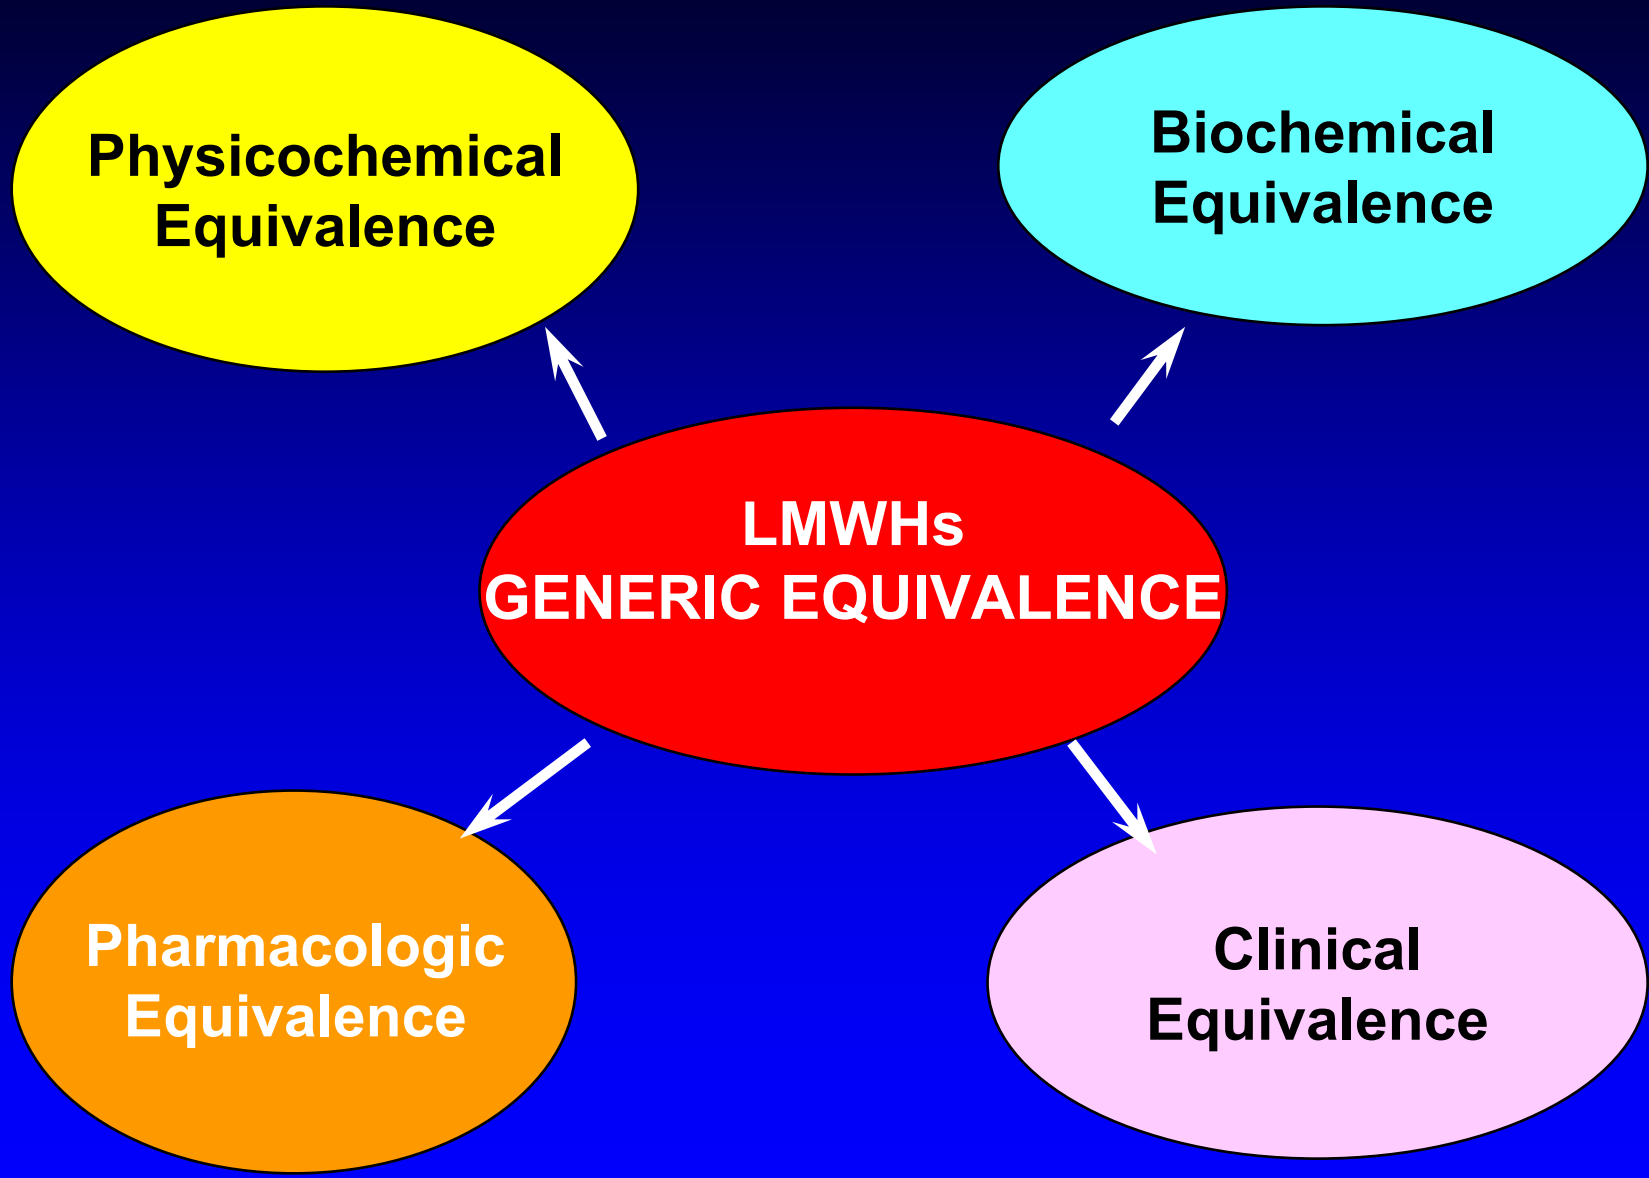 Physicochemical
Equivalence
Biochemical
Equivalence
LMWHs
GENERIC EQUIVALENCE
Pharmacologic
Equivalence
Clinical
Equivalence